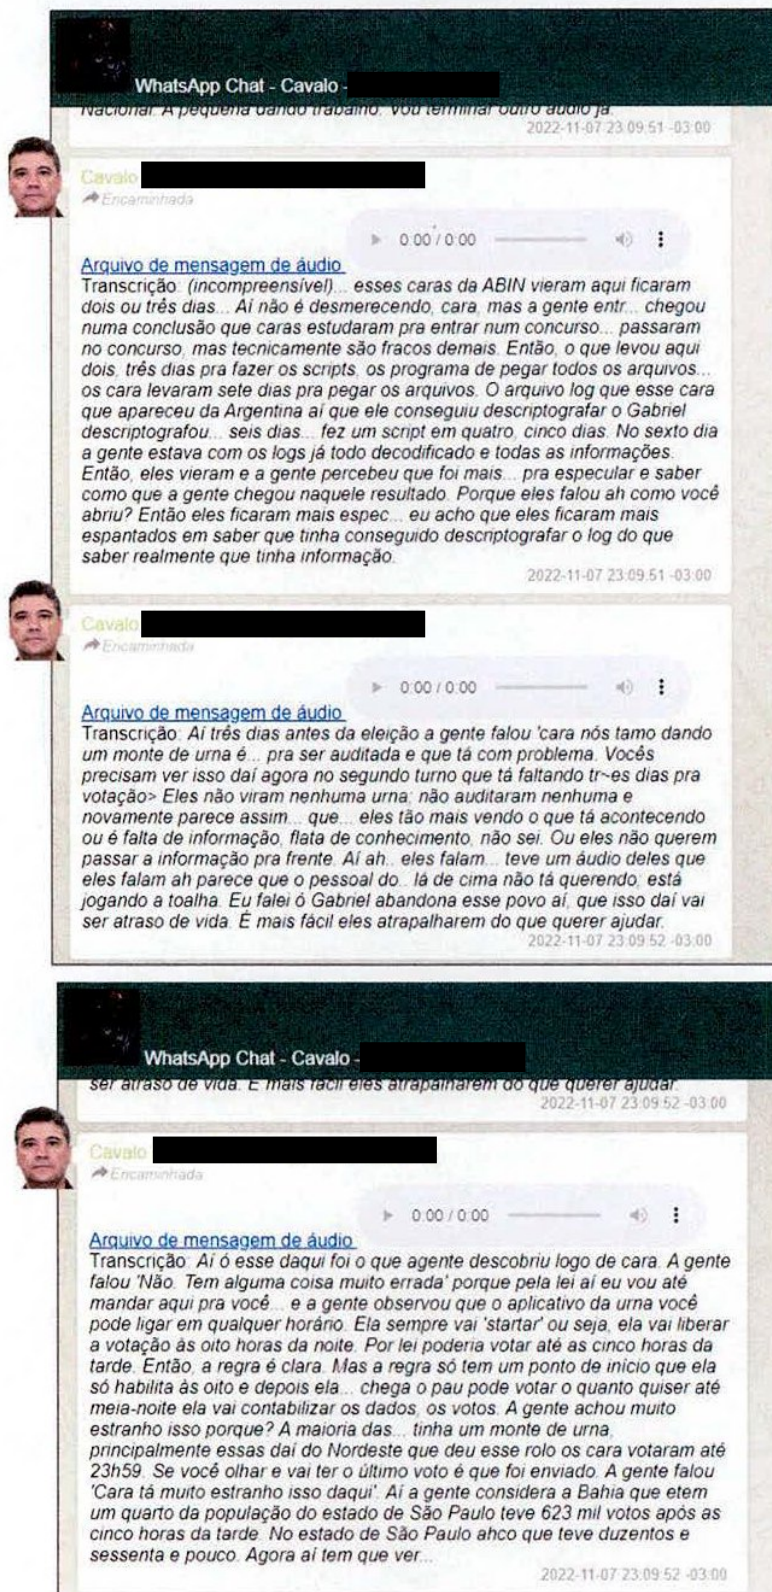 WhatsApp Chat - Cavalo -
Nacional. A pequena dando trabalho. Vou terminar outro áudio já.
2022-11-07 23:09:51 -03:00
Cavalo
Encaminhada
0:00 / 0:00
Arquivo de mensagem de áudio
Transcrição: (incompreensível)... esses caras da ABIN vieram aqui ficaram
dois ou três dias... Aí não é desmerecendo, cara, mas a gente entr... chegou
numa conclusão que caras estudaram pra entrar num concurso... passaram
no concurso, mas tecnicamente são fracos demais. Então, o que levou aqui
dois, três dias pra fazer os scripts, os programa de pegar todos os arquivos...
os cara levaram sete dias pra pegar os arquivos. O arquivo log que esse cara
que apareceu da Argentina aí que ele conseguiu descriptografar o Gabriel
descriptografou... seis dias... fez um script em quatro, cinco dias. No sexto dia
a gente estava com os logs já todo decodificado e todas as informações.
Então, eles vieram e a gente percebeu que foi mais... pra especular e saber
como que a gente chegou naquele resultado. Porque eles falou ah como você
abriu? Então eles ficaram mais espec... eu acho que eles ficaram mais
espantados em saber que tinha conseguido descriptografar o log do que
saber realmente que tinha informação.
2022-11-07 23:09:51 -03:00
Cavalo
Encaminhada
0:00 / 0:00
Arquivo de mensagem de áudio
Transcrição: Aí três dias antes da eleição a gente falou 'cara nós tamo dando
um monte de urna é... pra ser auditada e que tá com problema. Vocês
precisam ver isso daí agora no segundo turno que tá faltando tr~es dias pra
votação> Eles não viram nenhuma urna; não auditaram nenhuma e
novamente parece assim... que... eles tão mais vendo o que tá acontecendo
ou é falta de informação, flata de conhecimento, não sei. Ou eles não querem
passar a informação pra frente. Aí ah.. eles falam... teve um áudio deles que
eles falam ah parece que o pessoal do.. lá de cima não tá querendo, está
jogando a toalha. Eu falei ó Gabriel abandona esse povo aí, que isso daí vai
ser atraso de vida. É mais fácil eles atrapalharem do que querer ajudar.
2022-11-07 23:09:52 -03:00
WhatsApp Chat - Cavalo -
ser atraso de vida. É mais fácil eles atrapalharem do que querer ajudar.
2022-11-07 23:09:52 -03:00
Cavalo
Encaminhada
0:00 / 0:00
Arquivo de mensagem de áudio
Transcrição: Aí ó esse daqui foi o que agente descobriu logo de cara. A gente
falou 'Não. Tem alguma coisa muito errada' porque pela lei aí eu vou até
mandar aqui pra você... e a gente observou que o aplicativo da urna você
pode ligar em qualquer horário. Ela sempre vai 'startar' ou seja, ela vai liberar
a votação às oito horas da noite. Por lei poderia votar até as cinco horas da
tarde. Então, a regra é clara. Mas a regra só tem um ponto de início que ela
só habilita às oito e depois ela... chega o pau pode votar o quanto quiser até
meia-noite ela vai contabilizar os dados, os votos. A gente achou muito
estranho isso porque? A maioria das... tinha um monte de urna,
principalmente essas daí do Nordeste que deu esse rolo os cara votaram até
23h59. Se você olhar e vai ter o último voto é que foi enviado. A gente falou
'Cara tá muito estranho isso daqui'. Aí a gente considera a Bahia que etem
um quarto da população do estado de São Paulo teve 623 mil votos após as
cinco horas da tarde. No estado de São Paulo ahco que teve duzentos e
sessenta e pouco. Agora aí tem que ver...
2022-11-07 23:09:52 -03:00